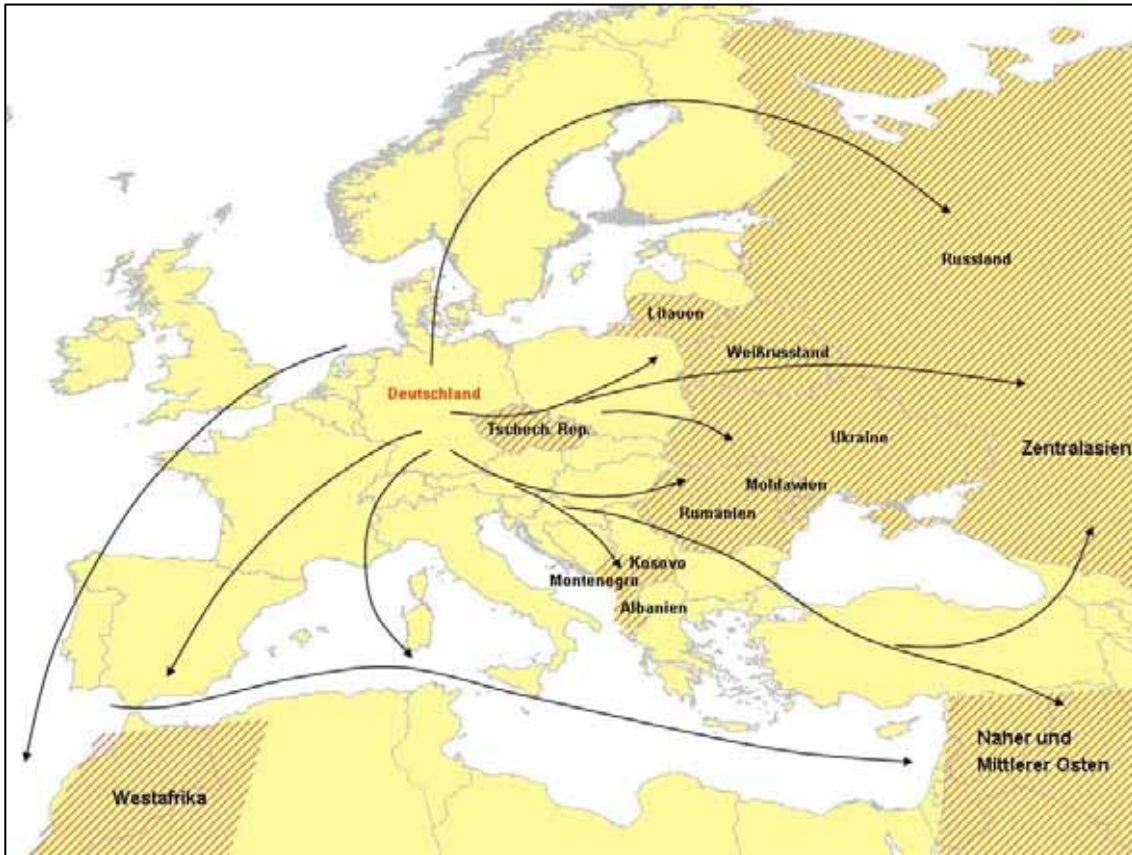 Russland
Litauen
Weißrussland
Deutschland
Tschech. Rep.
Ukraine
Zentralasien
Moldawien
Rumänien
Kosovo
Montenegro
Albanien
Naher und
Mittlerer Osten
Westafrika